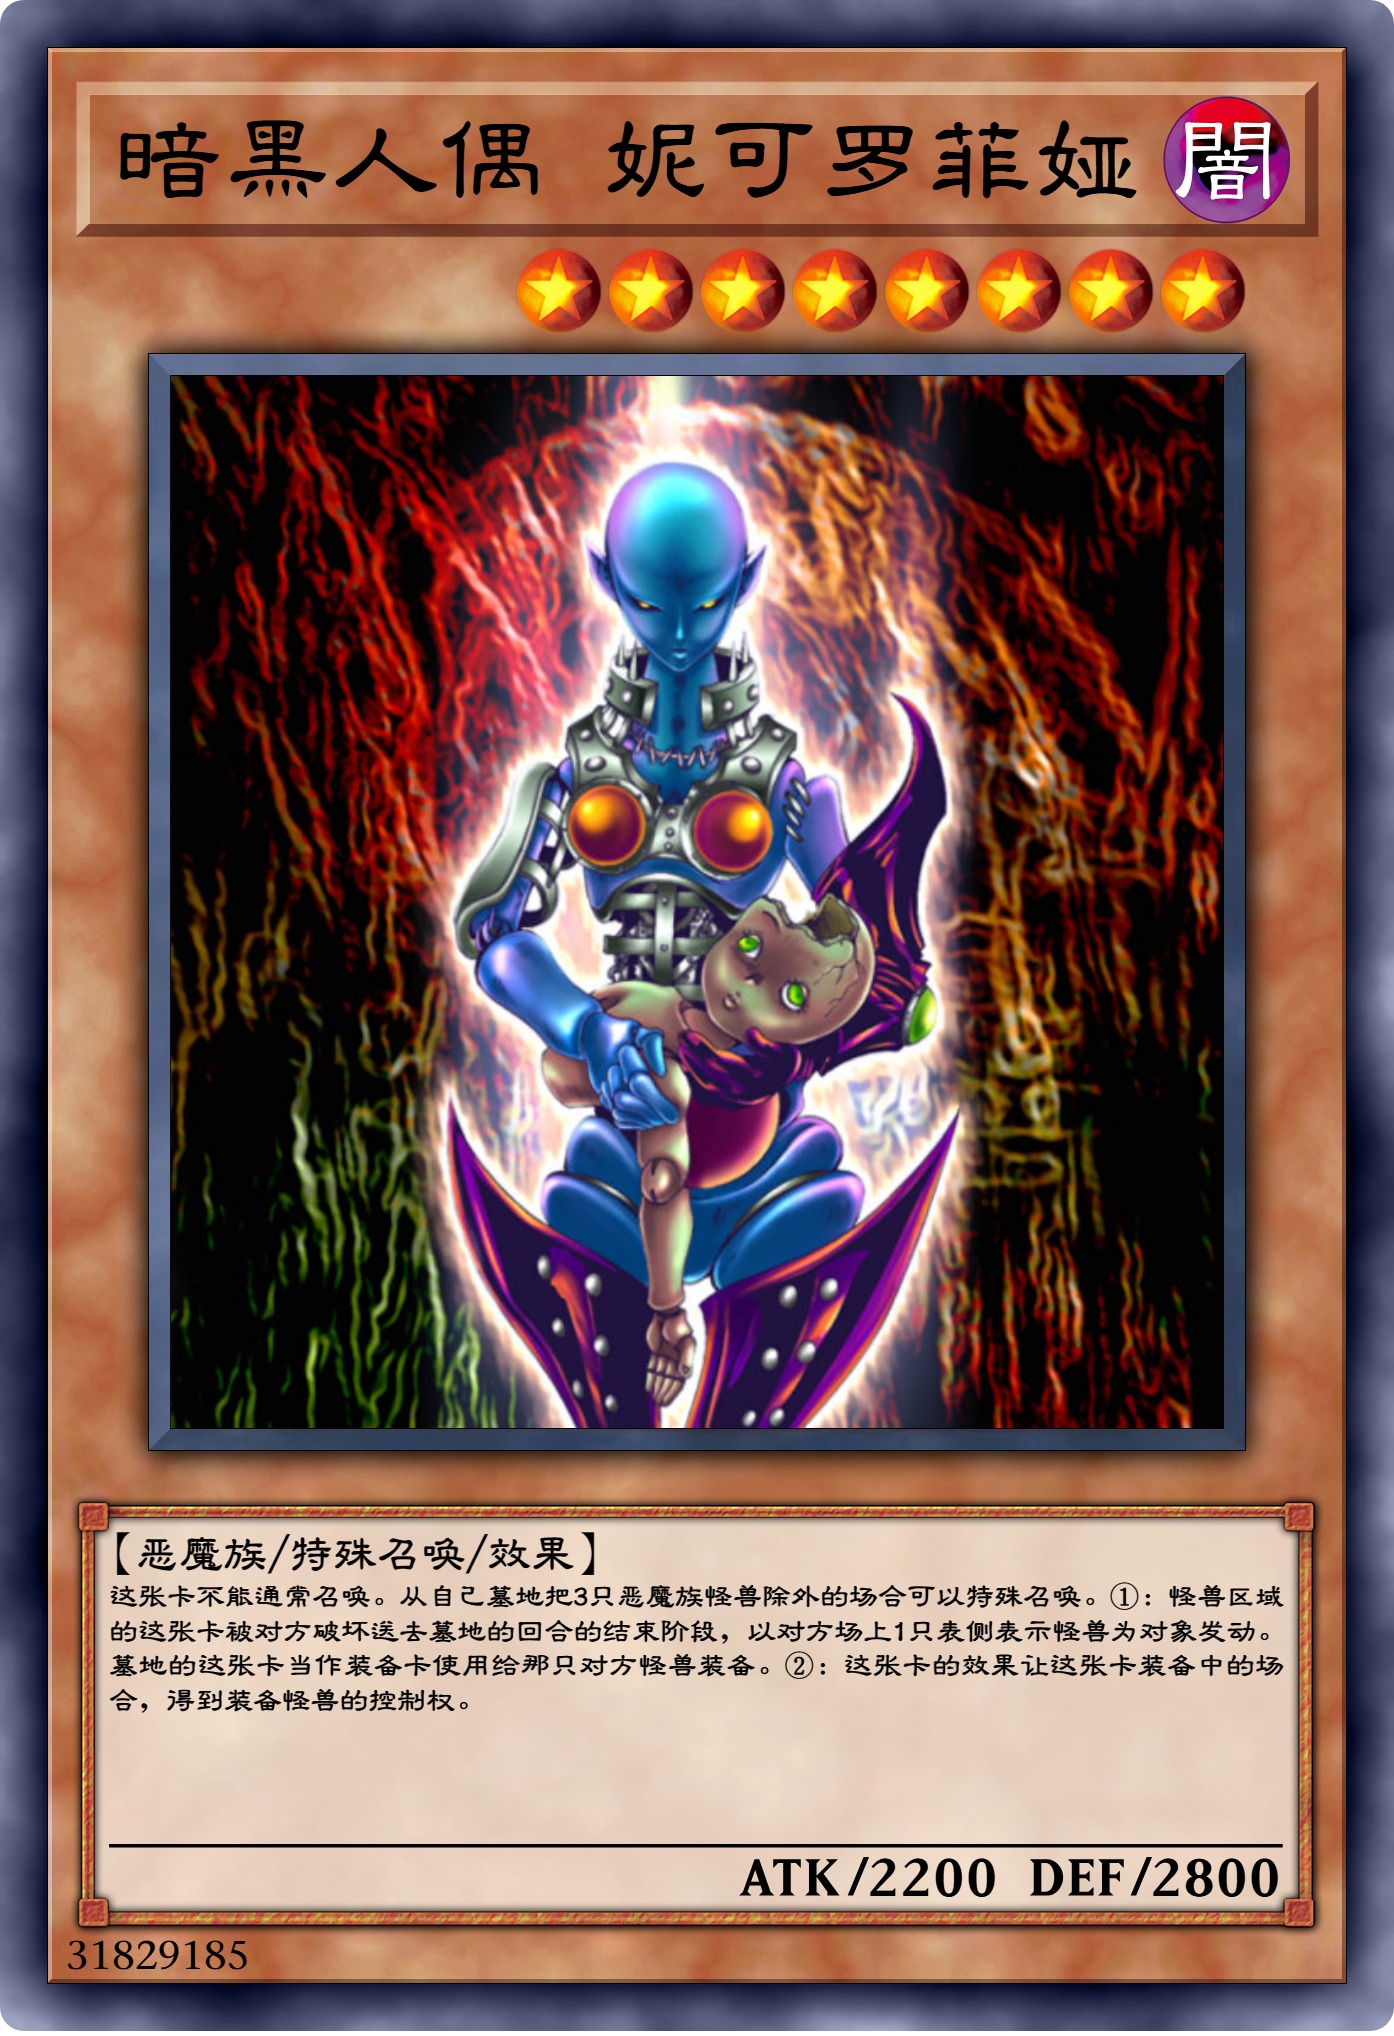 暗黑人偶 妮可罗菲娅 闇
【恶魔族/特殊召唤/效果】
这张卡不能通常召唤。从自己墓地把3只恶魔族怪兽除外的场合可以特殊召唤。①：怪兽区域
的这张卡被对方破坏送去墓地的回合的结束阶段，以对方场上1只表侧表示怪兽为对象发动。
墓地的这张卡当作装备卡使用给那只对方怪兽装备。②：这张卡的效果让这张卡装备中的场
合，得到装备怪兽的控制权。
ATK/2200 DEF/2800
31829185